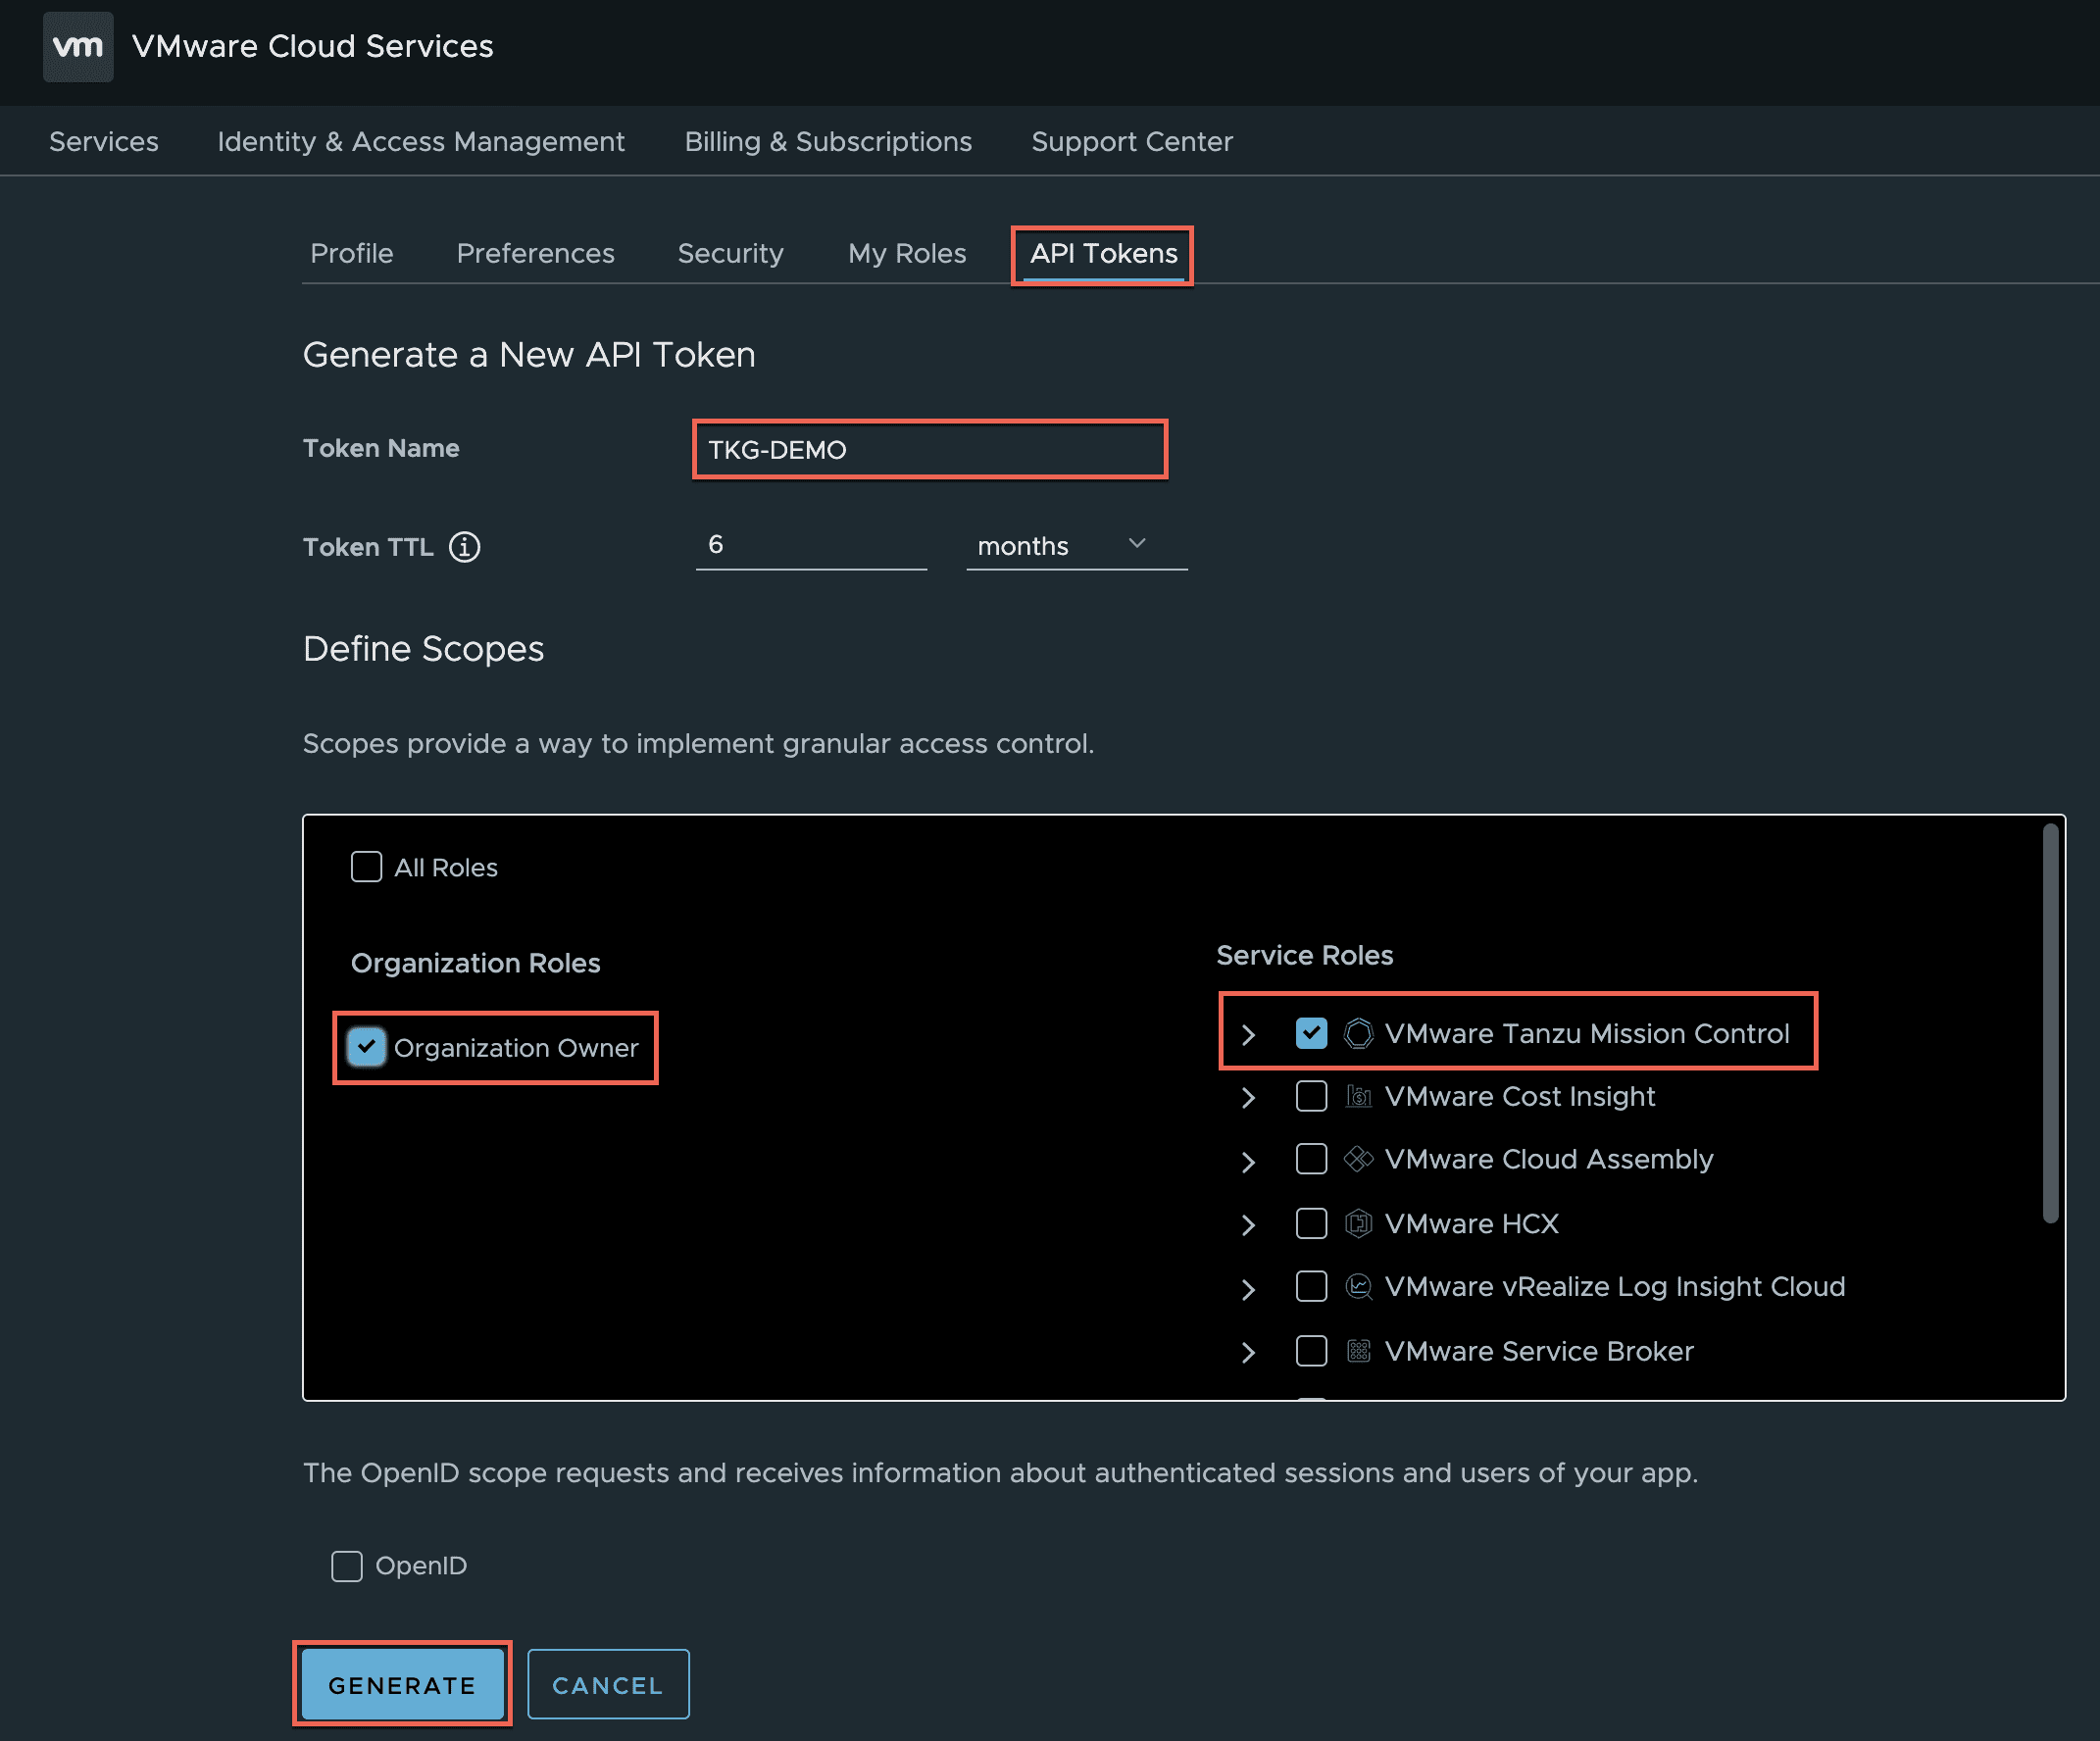 vm VMware Cloud Services
Services Identity & Access Management Billing & Subscriptions Support Center
Profile Preferences Security My Roles API Tokens
Generate a New API Token
Token Name TKG-DEMO
Token TTL 6 months
Define Scopes
Scopes provide a way to implement granular access control.
All Roles
Organization Roles
Organization Owner
Service Roles
VMware Tanzu Mission Control
VMware Cost Insight
VMware Cloud Assembly
VMware HCX
VMware vRealize Log Insight Cloud
VMware Service Broker
The OpenID scope requests and receives information about authenticated sessions and users of your app.
OpenID
GENERATE CANCEL